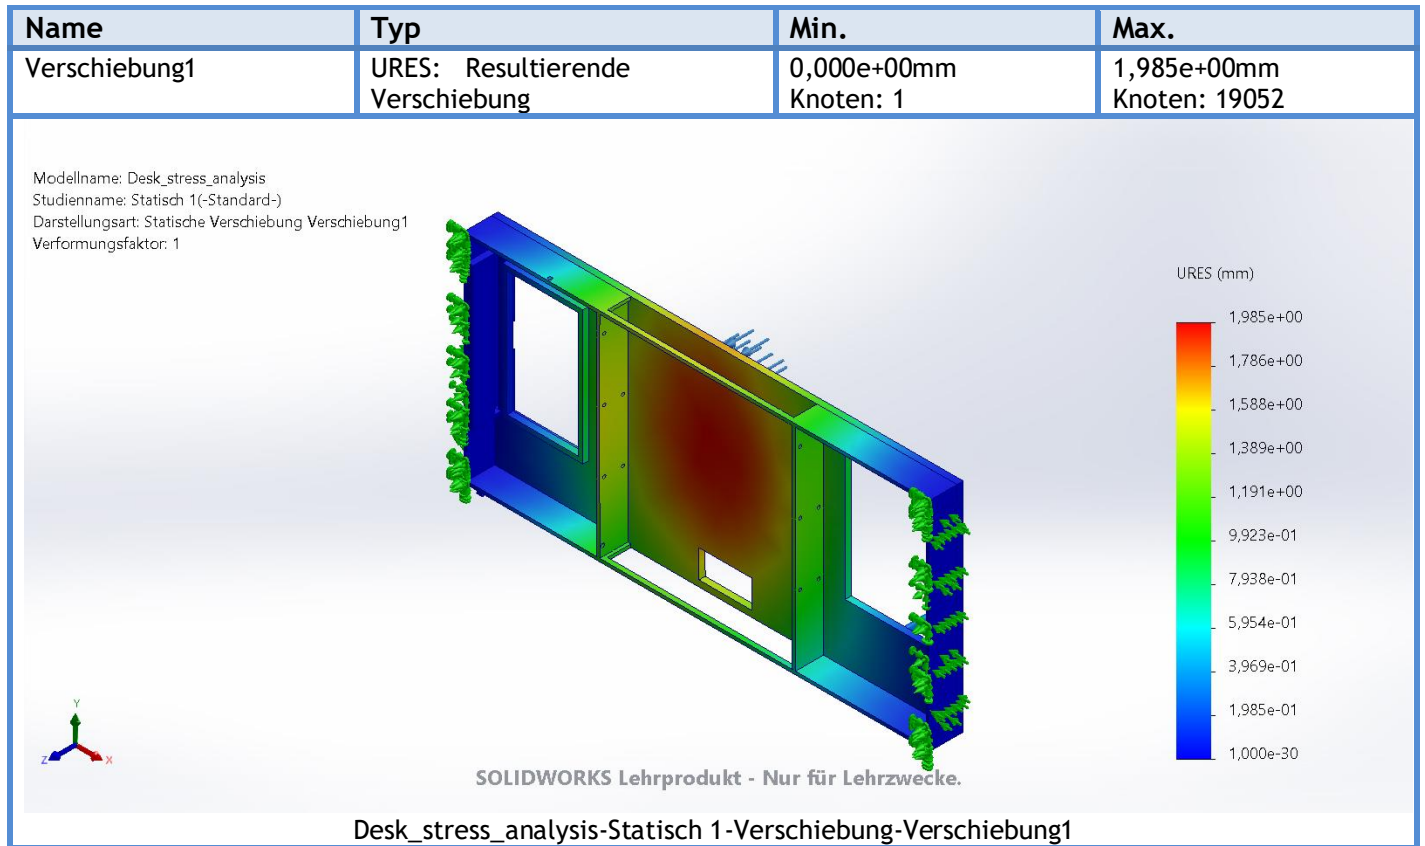 Name Typ Min. Max.
Verschiebung1 URES: Resultierende 0,000e+00mm 1,985e+00mm
Verschiebung Knoten: 1 Knoten: 19052
Modellname: Desk_stress_analysis
Studienname: Statisch 1(-Standard-)
Darstellungsart: Statische Verschiebung Verschiebung1
Verformungsfaktor: 1
URES (mm)
1,985e+00
1,786e+00
1,588e+00
1,389e+00
1,191e+00
9,923e-01
7,938e-01
5,954e-01
3,969e-01
1,985e-01
1,000e-30
Y
Z X
SOLIDWORKS Lehrprodukt - Nur für Lehrzwecke.
Desk_stress_analysis-Statisch 1-Verschiebung-Verschiebung1